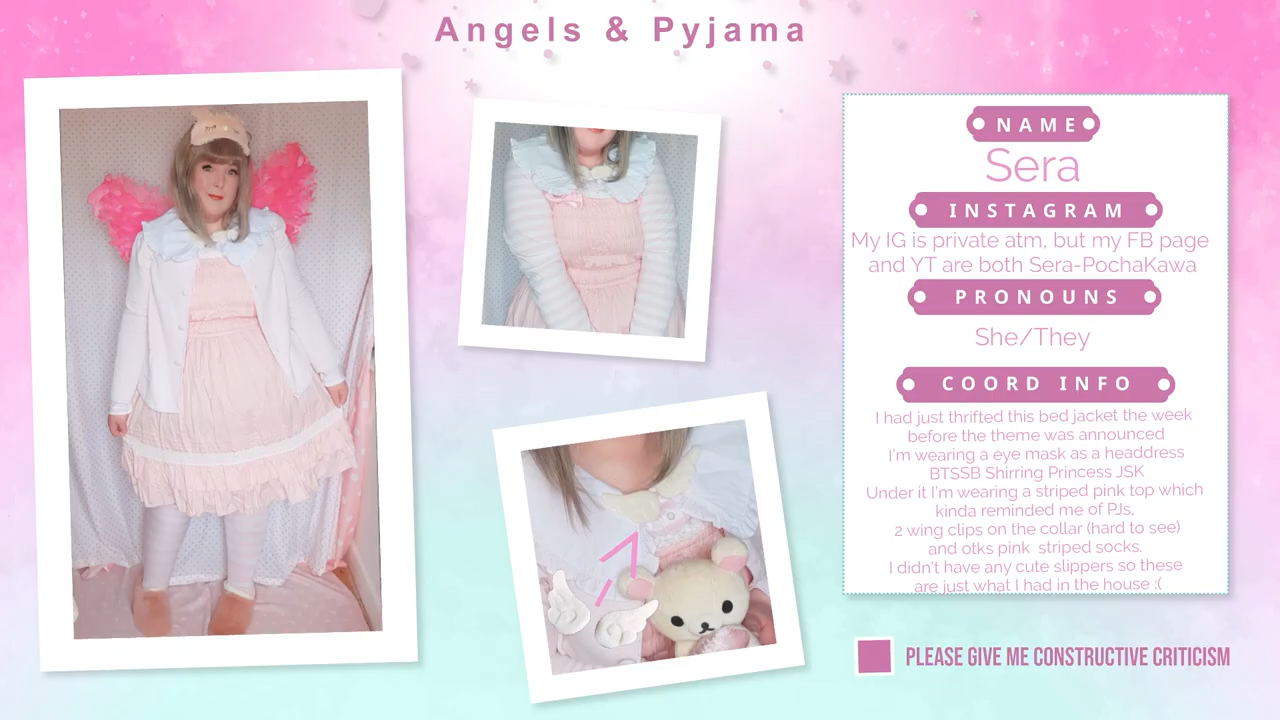 Angels & Pyjama
NAME
Sera
INSTAGRAM
My IG is private atm, but my FB page
and YT are both Sera-PochaKawa
PRONOUNS
She/They
COORD INFO
I had just thrifted this bed jacket the week
before the theme was announced
I'm wearing a eye mask as a headdress
BTSSB Shirring Princess JSK
Under it I'm wearing a striped pink top which
kinda reminded me of PJs,
2 wing clips on the collar (hard to see)
and otks pink striped socks.
I didn't have any cute slippers so these
are just what I had in the house :(
PLEASE GIVE ME CONSTRUCTIVE CRITICISM